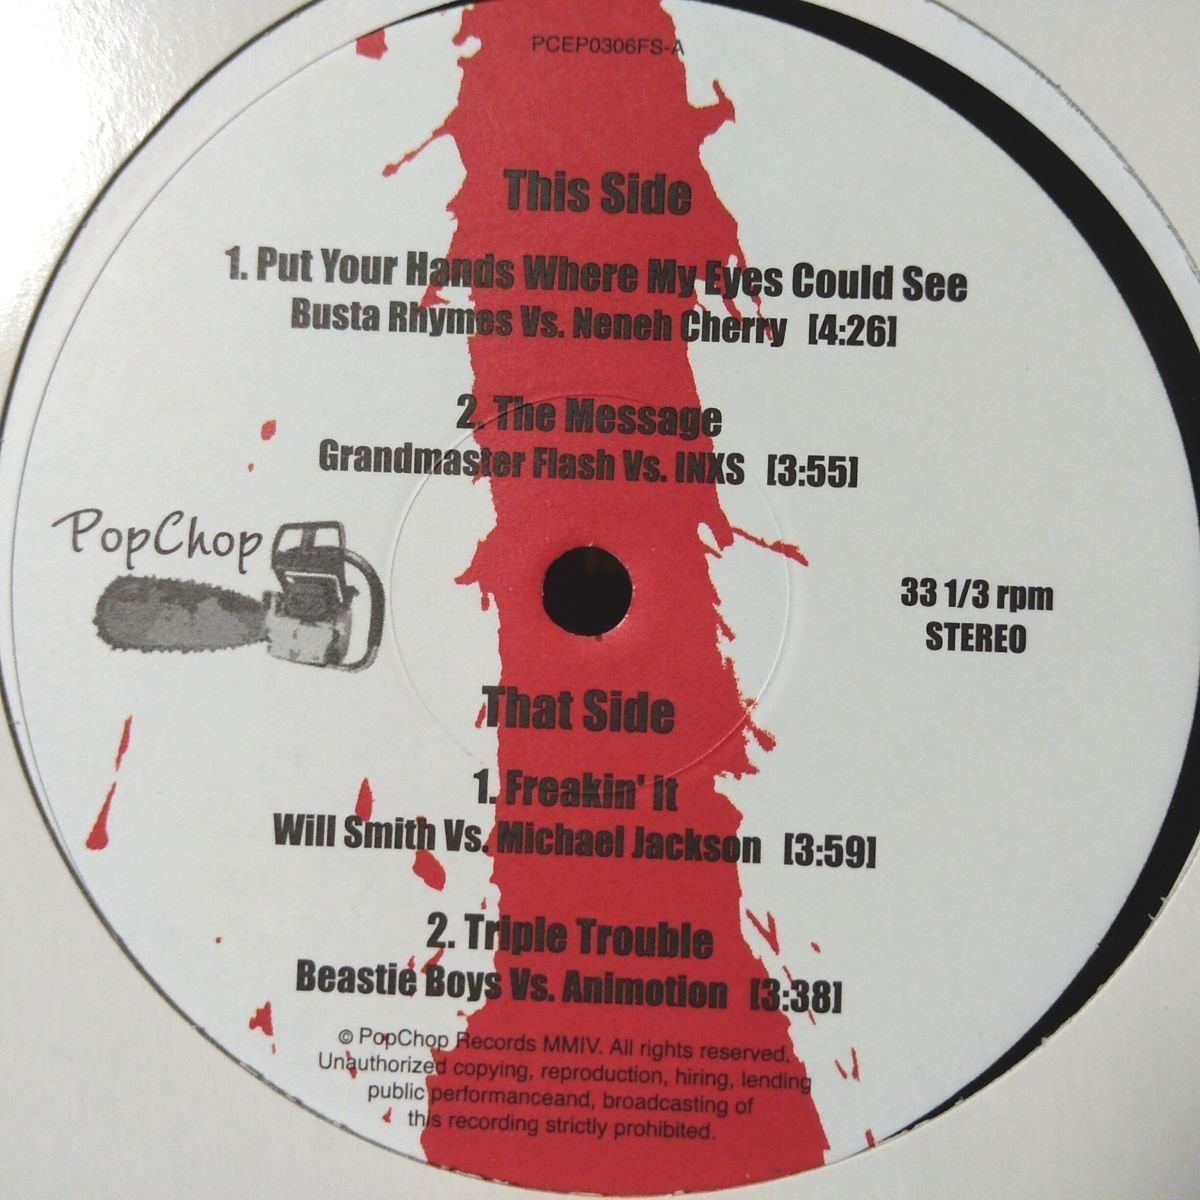 PCEP0306FS-A
This Side
1. Put Your Hands Where My Eyes Could See
Busta Rhymes Vs. Neneh Cherry [4:26]
2. The Message
Grandmaster Flash Vs. INXS [3:55]
PopChop
33 1/3 rpm
STEREO
That Side
1. Freakin' It
Will Smith Vs. Michael Jackson [3:59]
2. Triple Trouble
Beastie Boys Vs. Animotion [3:38]
© PopChop Records MMIV. All rights reserved.
Unauthorized copying, reproduction, hiring, lending
public performanceand, broadcasting of
this recording strictly prohibited.